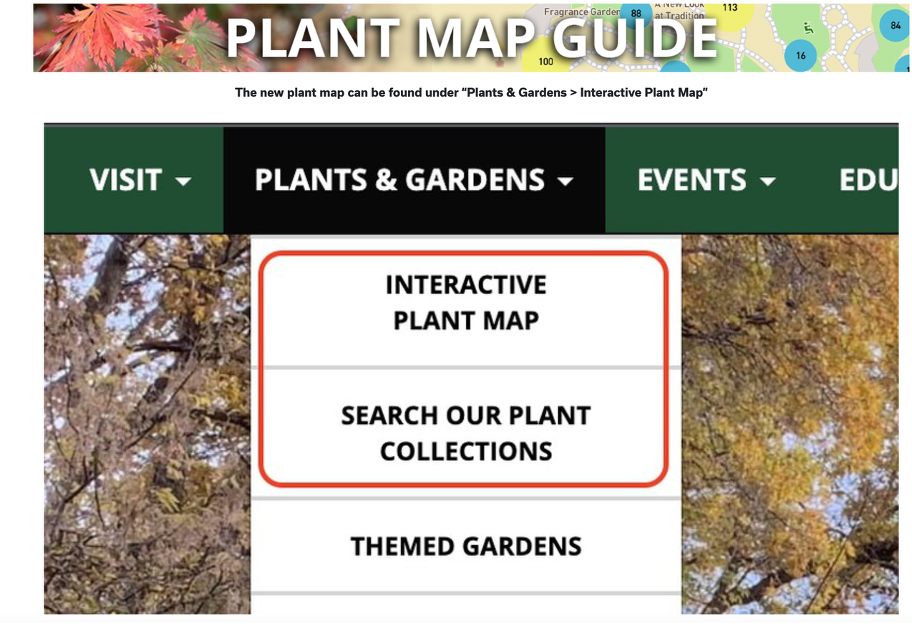 Fragrance Garden
88
A New Look
at Tradition
113
84
PLANT MAP GUIDE
100
16
The new plant map can be found under “Plants & Gardens > Interactive Plant Map”
VISIT
PLANTS & GARDENS
EVENTS
EDU
INTERACTIVE
PLANT MAP
SEARCH OUR PLANT
COLLECTIONS
THEMED GARDENS